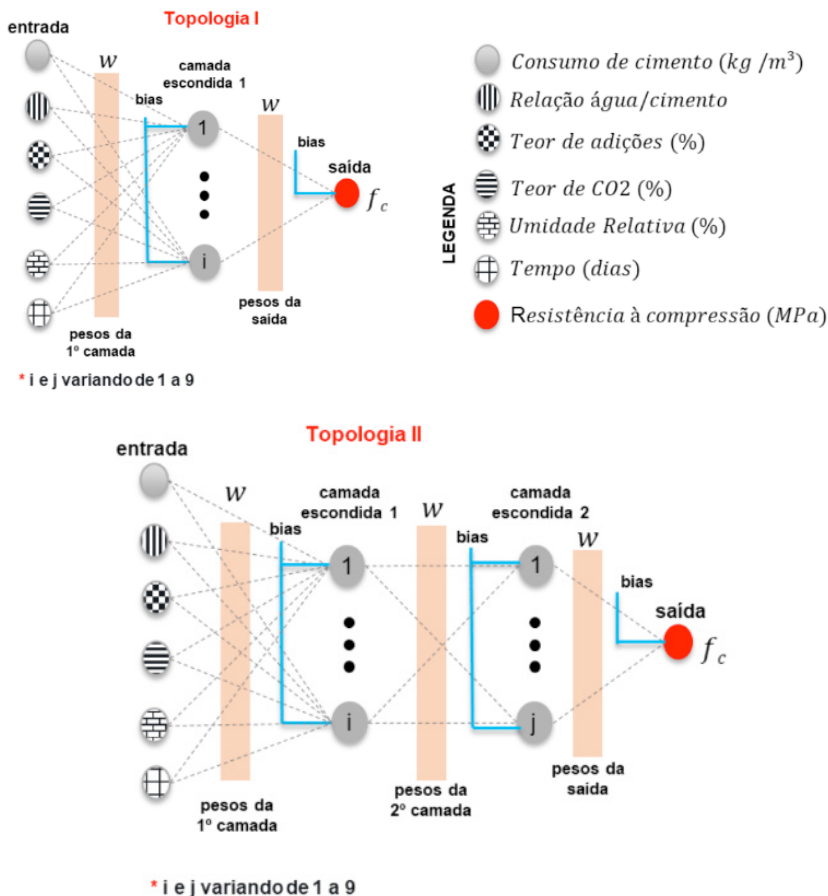 Topologia I
entrada
w
camada
escondida 1
bias
1
i
w
bias
saída
f_c
pesos da
1º camada
pesos da
saída
* i e j variando de 1 a 9
LEGENDA
Consumo de cimento (kg /m³)
Relação água/cimento
Teor de adições (%)
Teor de CO2 (%)
Umidade Relativa (%)
Tempo (dias)
Resistência à compressão (MPa)
Topologia II
entrada
w
camada
escondida 1
bias
1
i
w
camada
escondida 2
bias
1
j
w
bias
saída
f_c
pesos da
1º camada
pesos da
2º camada
pesos da
saída
* i e j variando de 1 a 9